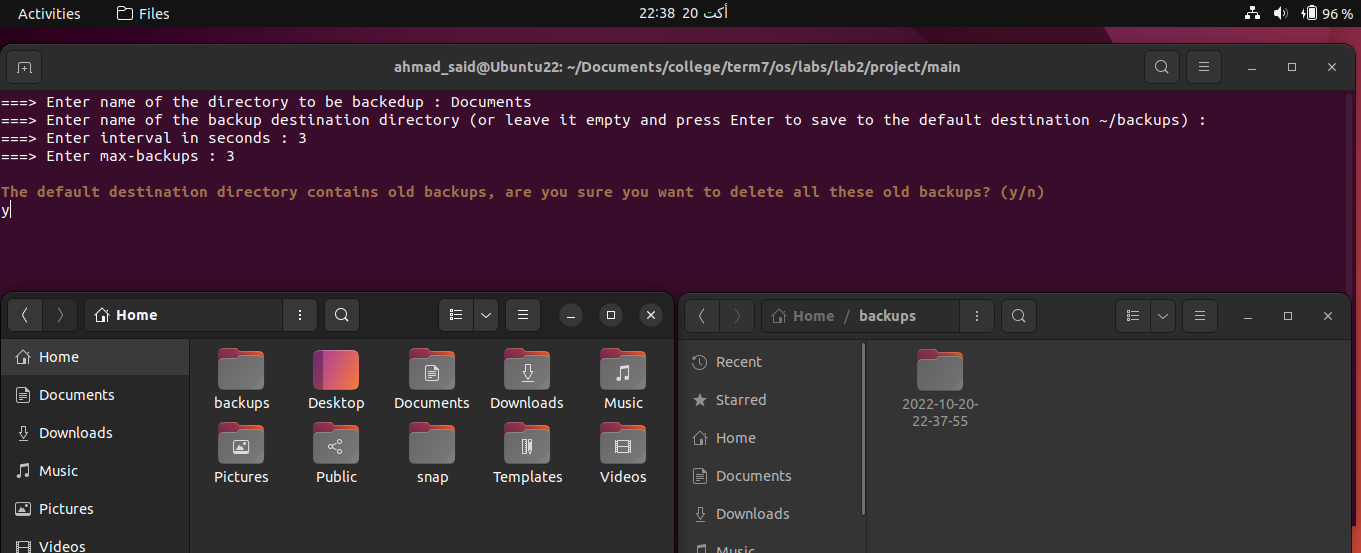 Activities
Files
22:38 20 أكت
96 %
ahmad_said@Ubuntu22: ~/Documents/college/term7/os/labs/lab2/project/main
===> Enter name of the directory to be backedup : Documents
===> Enter name of the backup destination directory (or leave it empty and press Enter to save to the default destination ~/backups) :
===> Enter interval in seconds : 3
===> Enter max-backups : 3
The default destination directory contains old backups, are you sure you want to delete all these old backups? (y/n)
y
Home
Home
Documents
Downloads
Music
Pictures
Videos
backups
Desktop
Documents
Downloads
Music
Pictures
Public
snap
Templates
Videos
Home / backups
Recent
Starred
Home
Documents
Downloads
Music
2022-10-20-
22-37-55